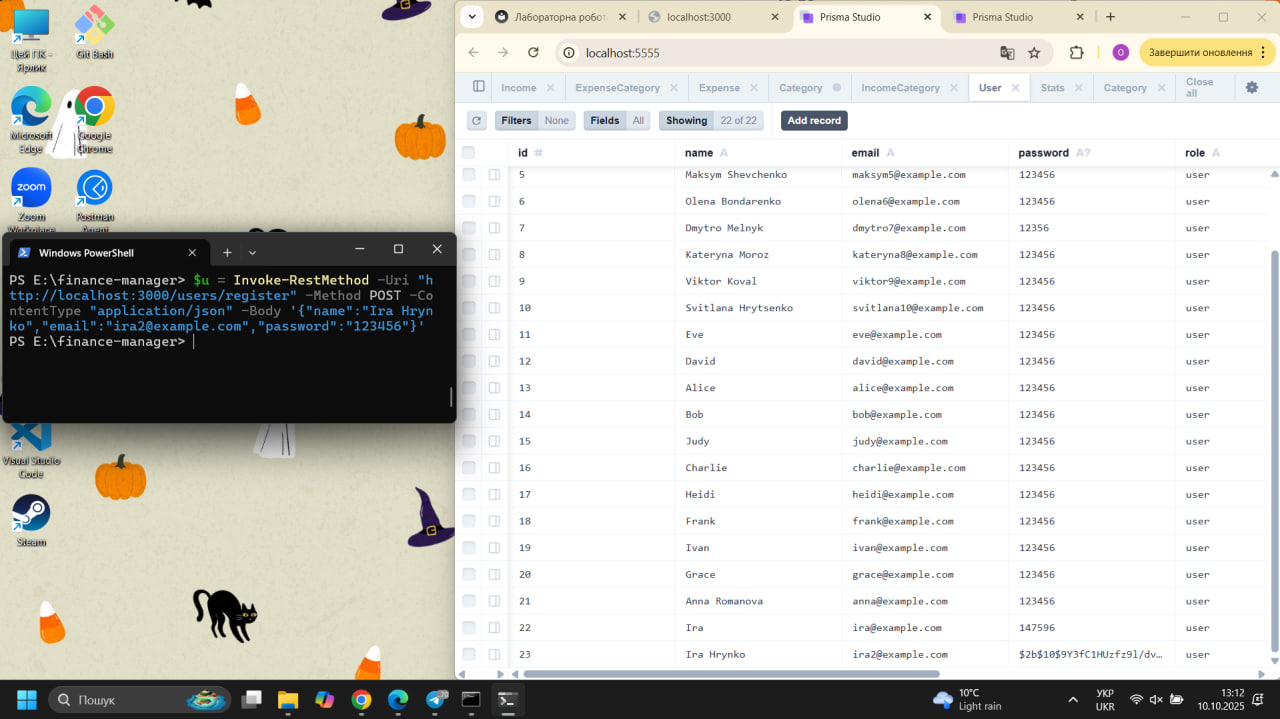 Цей ПК - Ярлик
Git Bash
Microsoft Edge
Google Chrome
zoom
Zoom Workplace
Postman Agent
Windows PowerShell
PS E:\finance-manager> $u = Invoke-RestMethod -Uri "h
ttp://localhost:3000/users/register" -Method POST -Co
ntentType "application/json" -Body '{"name":"Ira Hryn
ko","email":"ira2@example.com","password":"123456"}'
PS E:\finance-manager>
Visual Studio Code
Steam
Лабораторна робот
localhost:3000
Prisma Studio
Prisma Studio
localhost:5555
О
Завершити оновлення
Income
ExpenseCategory
Expense
Category
IncomeCategory
User
Stats
Category
Close all
Filters None
Fields All
Showing 22 of 22
Add record
id # name A email A password A? role A
5 Maksym Shevchenko maksym5@example.com 123456 user
6 Olena Bondarenko olena6@example.com 123456 user
7 Dmytro Melnyk dmytro7@example.com 12356 user
8 Kateryna Moroz kateryna8@example.com 123456 user
9 Viktor Koval viktor9@example.com 123456 user
10 Svitlana Hrytsenko svitlana10@example.com 123456 user
11 Eve eve@example.com 123456 user
12 David david@example.com 123456 user
13 Alice alice@example.com 123456 user
14 Bob bob@example.com 123456 user
15 Judy judy@example.com 123456 user
16 Charlie charlie@example.com 123456 user
17 Heidi heidi@example.com 123456 user
18 Frank frank@example.com 123456 user
19 Ivan ivan@example.com 123456 user
20 Grace grace@example.com 123456 user
21 Anna Romanova anna@example.com 123456 user
22 Ira ira@example.com 147596 user
23 Ira Hrynko ira2@example.com $2b$10$9Y3fC1HUzfz9l/dv… user
Пошук
10°C
Light rain
УКР
UKR
13:12
0.10.2025